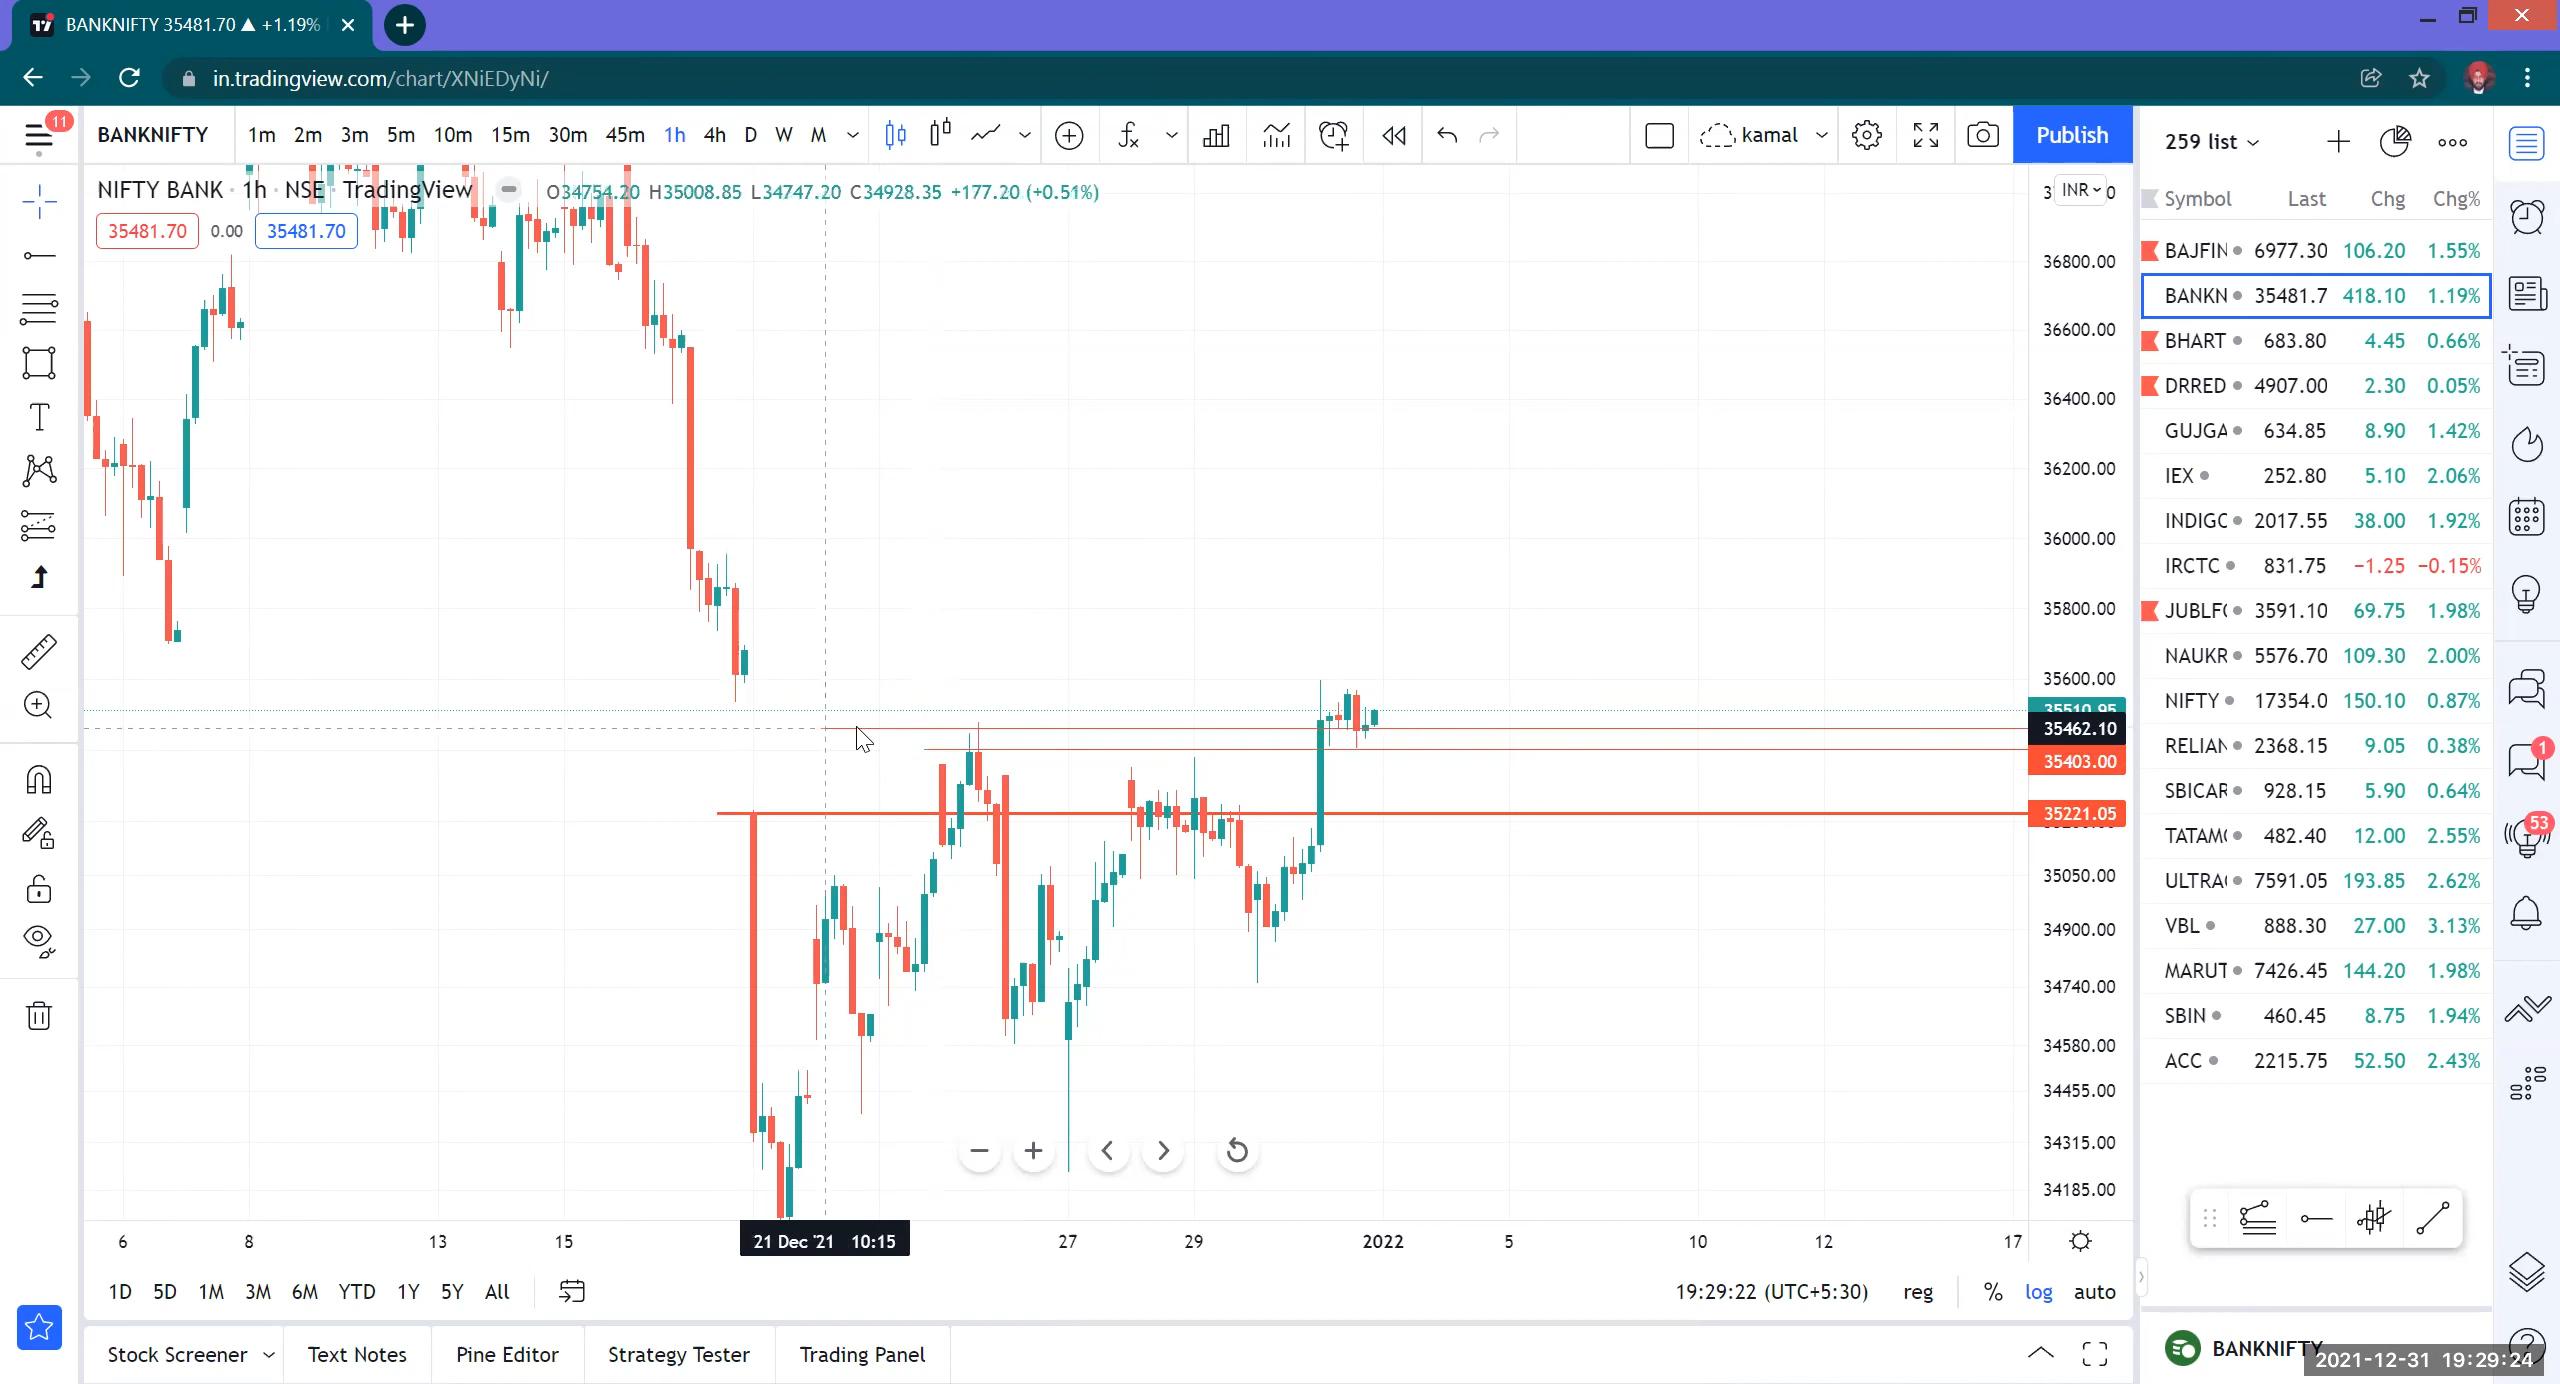 BANKNIFTY 35481.70 ▲ +1.19%
in.tradingview.com/chart/XNiEDyNi/
11
BANKNIFTY 1m 2m 3m 5m 10m 15m 30m 45m 1h 4h D W M kamal Publish
NIFTY BANK · 1h · NSE · TradingView O34754.20 H35008.85 L34747.20 C34928.35 +177.20 (+0.51%)
35481.70 0.00 35481.70
INR
36800.00
36600.00
36400.00
36200.00
36000.00
35800.00
35600.00
35510.95
35462.10
35403.00
35221.05
35050.00
34900.00
34740.00
34580.00
34455.00
34315.00
34185.00
6 8 13 15 21 Dec '21 10:15 27 29 2022 5 10 12 17
1D 5D 1M 3M 6M YTD 1Y 5Y All 19:29:22 (UTC+5:30) reg % log auto
Stock Screener Text Notes Pine Editor Strategy Tester Trading Panel
259 list
Symbol Last Chg Chg%
BAJFIN 6977.30 106.20 1.55%
BANKN 35481.7 418.10 1.19%
BHART 683.80 4.45 0.66%
DRRED 4907.00 2.30 0.05%
GUJGA 634.85 8.90 1.42%
IEX 252.80 5.10 2.06%
INDIGO 2017.55 38.00 1.92%
IRCTC 831.75 −1.25 −0.15%
JUBLF 3591.10 69.75 1.98%
NAUKR 5576.70 109.30 2.00%
NIFTY 17354.0 150.10 0.87%
RELIAN 2368.15 9.05 0.38%
SBICAR 928.15 5.90 0.64%
TATAM 482.40 12.00 2.55%
ULTRA 7591.05 193.85 2.62%
VBL 888.30 27.00 3.13%
MARUT 7426.45 144.20 1.98%
SBIN 460.45 8.75 1.94%
ACC 2215.75 52.50 2.43%
1
53
BANKNIFTY
2021-12-31 19:29:24